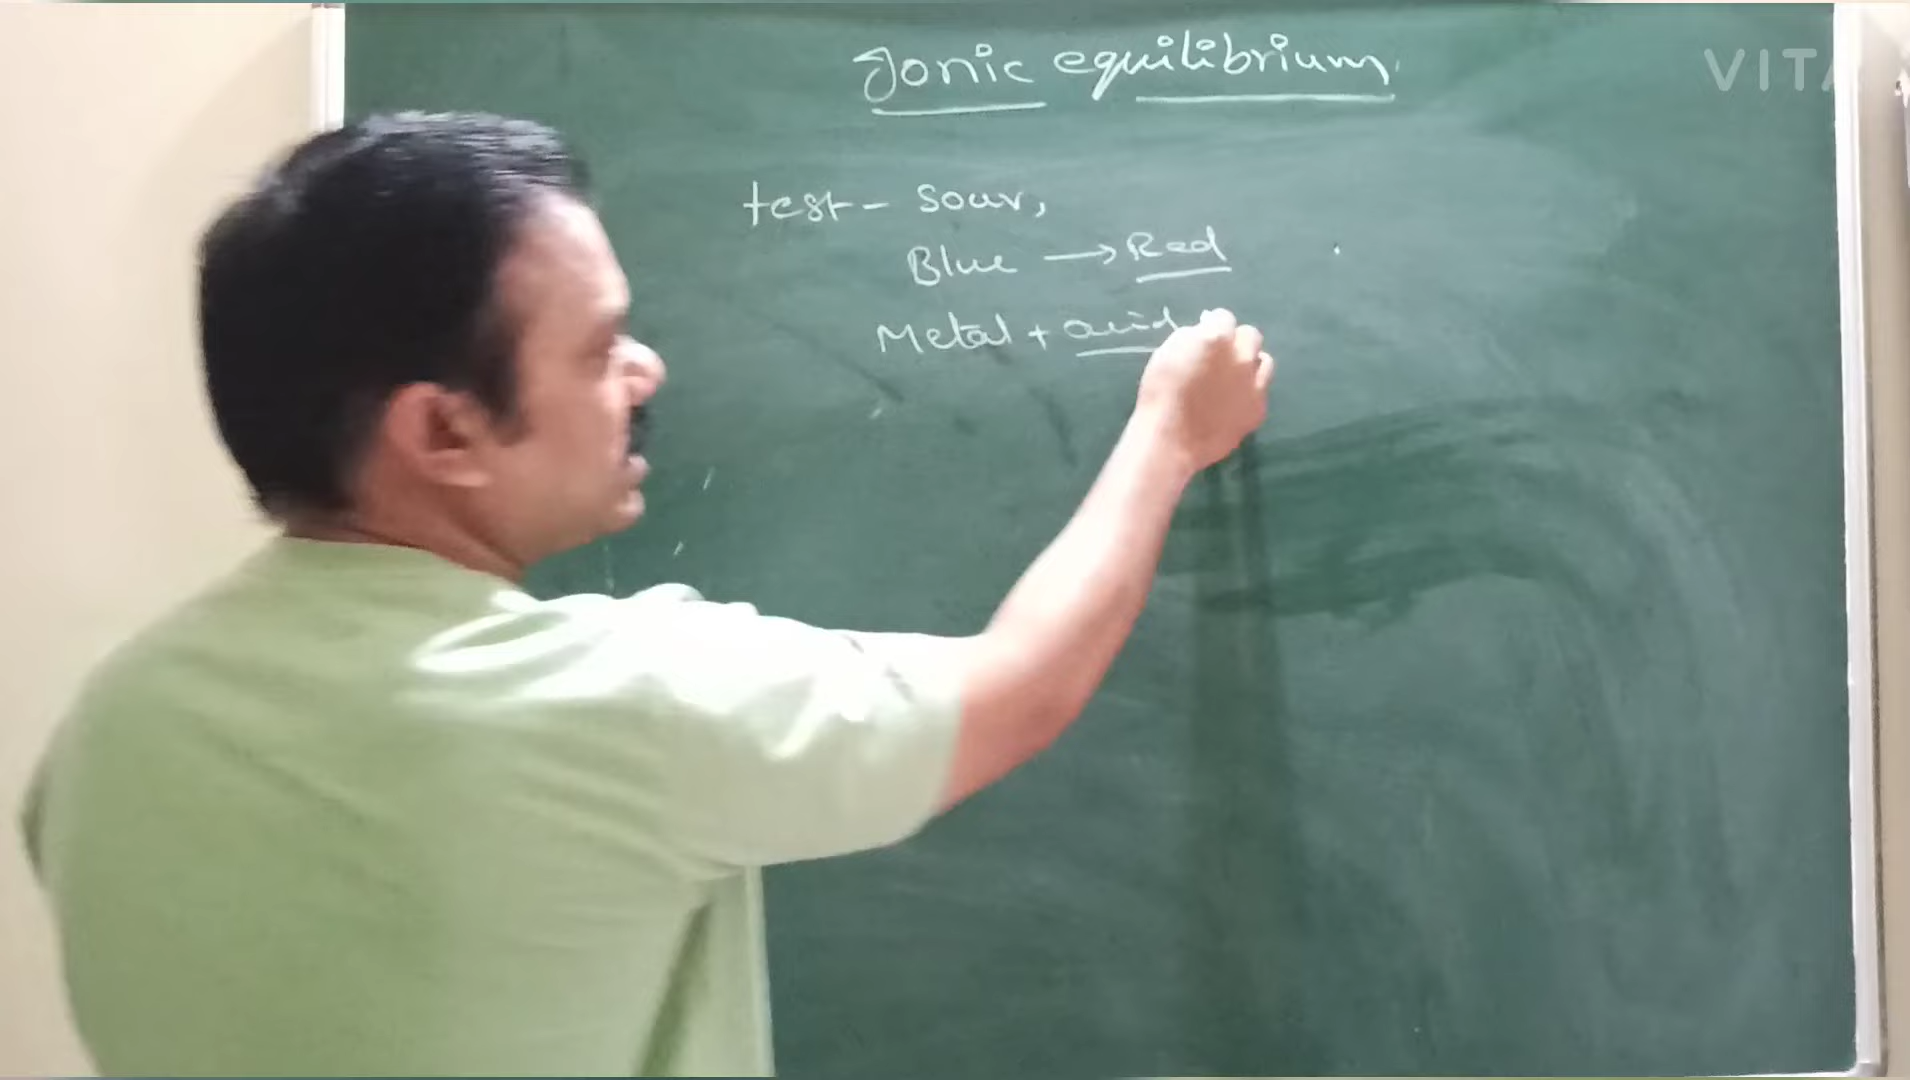 Ionic equilibrium
VITA
test - sour,
Blue → Red
Metal + acid